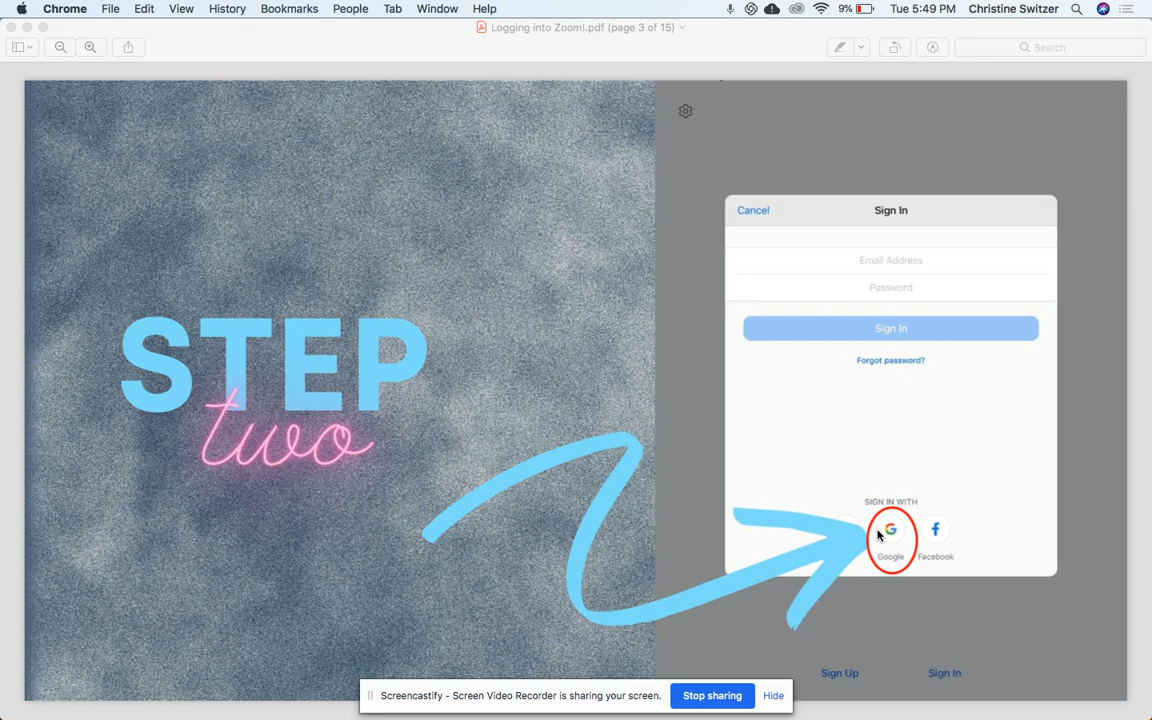 Chrome File Edit View History Bookmarks People Tab Window Help 9% Tue 5:49 PM Christine Switzer
Logging into Zoom!.pdf (page 3 of 15)
Search
STEP
two
Cancel Sign In
Email Address
Password
Sign In
Forgot password?
SIGN IN WITH
Google Facebook
Sign Up Sign In
Screencastify - Screen Video Recorder is sharing your screen. Stop sharing Hide